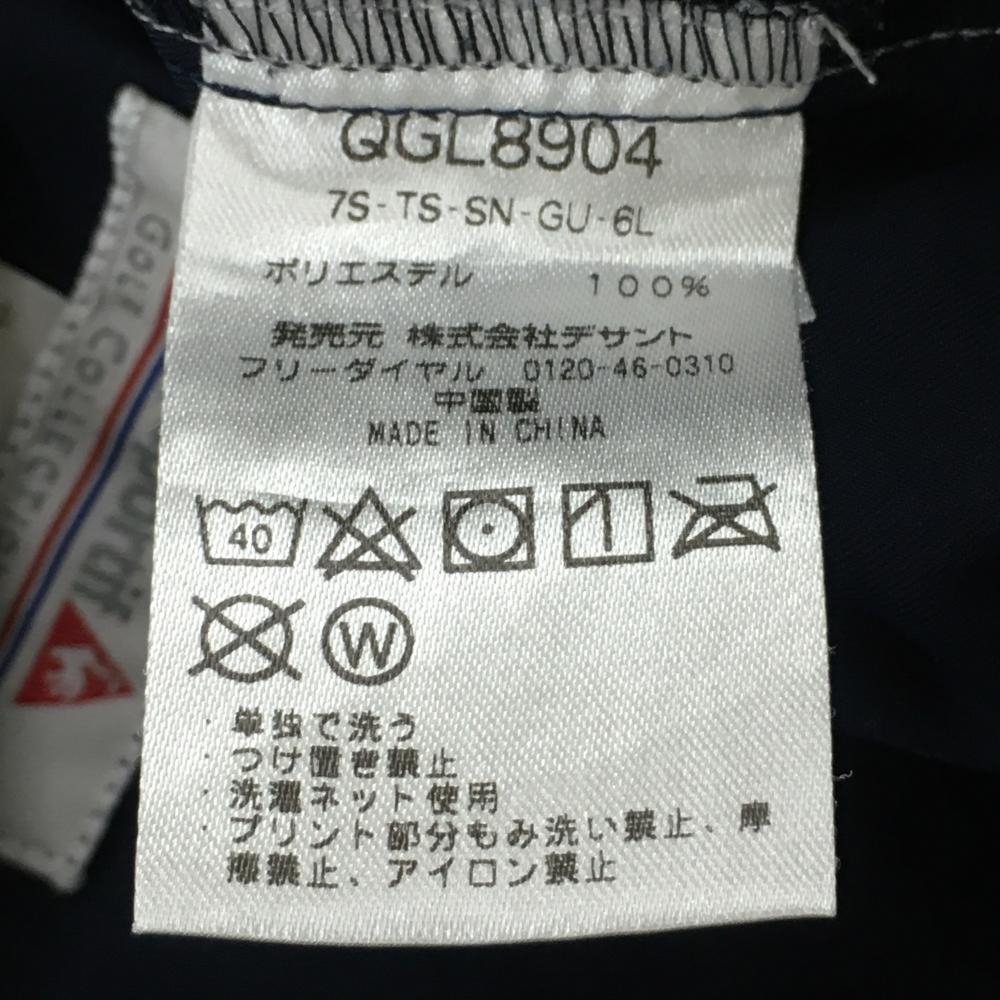 QGL8904
7S-TS-SN-GU-6L
ポリエステル 100%
発売元 株式会社デサント
フリーダイヤル 0120-46-0310
中国製
MADE IN CHINA
40
W
・単独で洗う
・つけ置き禁止
・洗濯ネット使用
・プリント部分もみ洗い禁止、摩
擦禁止、アイロン禁止
GOLF COLLECTION